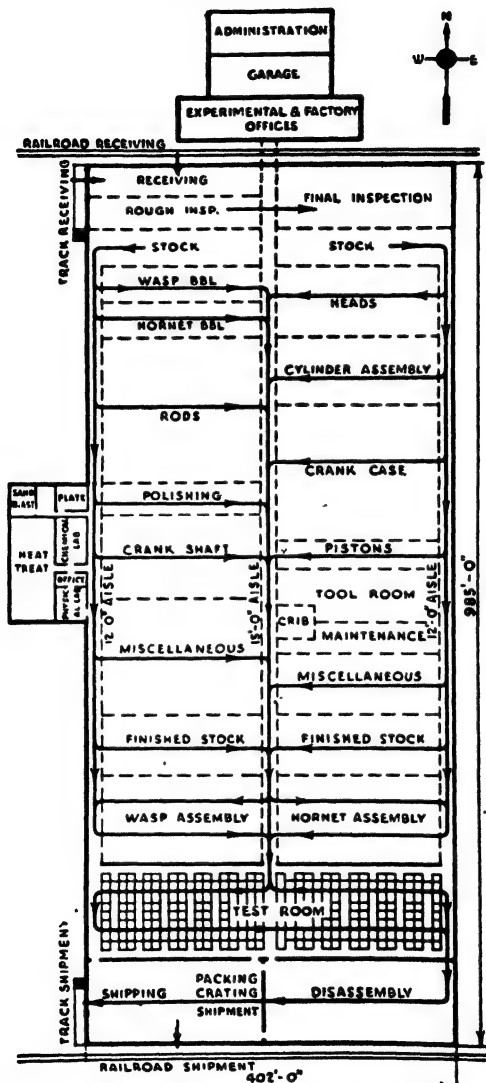 ADMINISTRATION
GARAGE
EXPERIMENTAL & FACTORY
OFFICES
N
W
E
RAILROAD RECEIVING
TRACK RECEIVING
RECEIVING
FINAL INSPECTION
ROUGH INSP.
STOCK
STOCK
WASP BBL
HEADS
HORNET BBL
CYLINDER ASSEMBLY
RODS
CRANK CASE
POLISHING
SAND
BLAST
PLATE
CHEMICAL
LAB
HEAT
TREAT
OFFICE
PHYSICAL LAB
CRANK SHAFT
PISTONS
12'-0" AISLE
15'-0" AISLE
12'-0" AISLE
TOOL ROOM
CRIB
MAINTENANCE
985'-0"
MISCELLANEOUS
MISCELLANEOUS
FINISHED STOCK
FINISHED STOCK
WASP ASSEMBLY
HORNET ASSEMBLY
TEST ROOM
TRACK SHIPMENT
SHIPPING
PACKING
CRATING
SHIPMENT
DISASSEMBLY
RAILROAD SHIPMENT
402'-0"